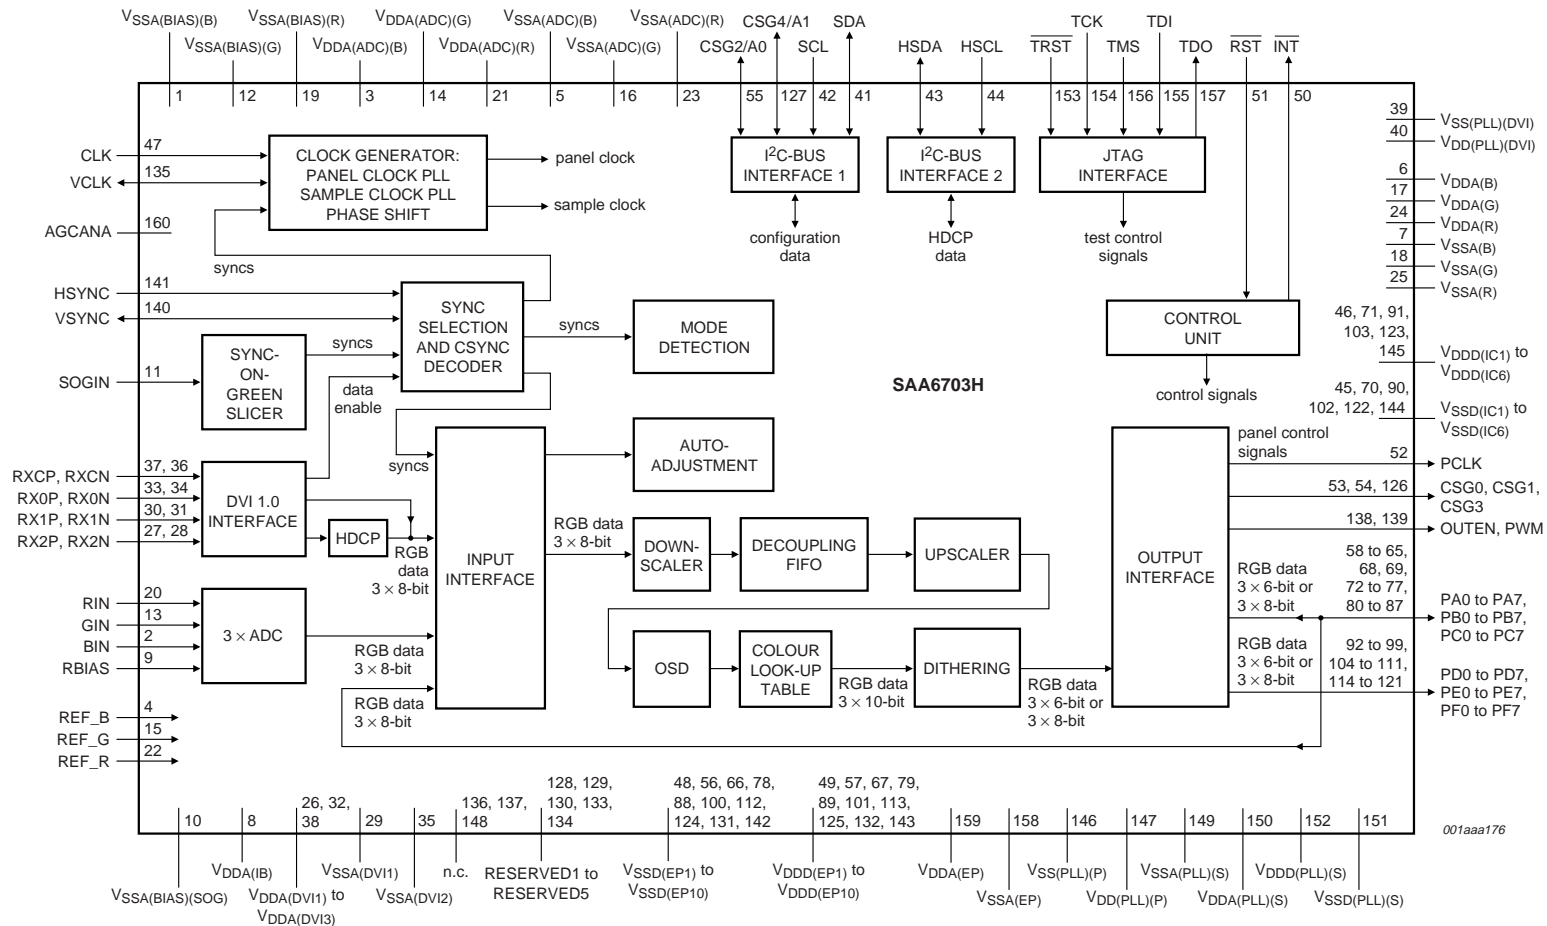 VSSA(BIAS)(B)
VSSA(BIAS)(R)
VDDA(ADC)(G)
VSSA(ADC)(B)
VSSA(ADC)(R)
VSSA(BIAS)(G)
VDDA(ADC)(B)
VDDA(ADC)(R)
VSSA(ADC)(G)
CSG4/A1
SDA
CSG2/A0
SCL
HSDA
HSCL
TCK
TDI
TRST
TMS
TDO
RST
INT
1
12
19
3
14
21
5
16
23
55
127
42
41
43
44
153
154
156
155
157
51
50
39
VSS(PLL)(DVI)
40
VDD(PLL)(DVI)
6
VDDA(B)
17
VDDA(G)
24
VDDA(R)
7
VSSA(B)
18
VSSA(G)
25
VSSA(R)
46, 71, 91,
103, 123,
145
VDDD(IC1) to
VDDD(IC6)
45, 70, 90,
102, 122, 144
VSSD(IC1) to
VSSD(IC6)
CLK
47
VCLK
135
AGCANA
160
CLOCK GENERATOR:
PANEL CLOCK PLL
SAMPLE CLOCK PLL
PHASE SHIFT
panel clock
sample clock
I2C-BUS
INTERFACE 1
configuration
data
I2C-BUS
INTERFACE 2
HDCP
data
JTAG
INTERFACE
test control
signals
CONTROL
UNIT
control signals
syncs
HSYNC
141
VSYNC
140
SYNC
SELECTION
AND CSYNC
DECODER
syncs
MODE
DETECTION
SAA6703H
SOGIN
11
SYNC-
ON-
GREEN
SLICER
syncs
data
enable
syncs
AUTO-
ADJUSTMENT
RXCP, RXCN
37, 36
RX0P, RX0N
33, 34
RX1P, RX1N
30, 31
RX2P, RX2N
27, 28
DVI 1.0
INTERFACE
HDCP
RGB
data
3 × 8-bit
INPUT
INTERFACE
RGB data
3 × 8-bit
DOWN-
SCALER
DECOUPLING
FIFO
UPSCALER
OUTPUT
INTERFACE
panel control
signals
52
PCLK
53, 54, 126
CSG0, CSG1,
CSG3
138, 139
OUTEN, PWM
RGB data
3 × 6-bit or
3 × 8-bit
58 to 65,
68, 69,
72 to 77,
80 to 87
PA0 to PA7,
PB0 to PB7,
PC0 to PC7
RGB data
3 × 6-bit or
3 × 8-bit
92 to 99,
104 to 111,
114 to 121
PD0 to PD7,
PE0 to PE7,
PF0 to PF7
RIN
20
GIN
13
BIN
2
RBIAS
9
3 × ADC
RGB data
3 × 8-bit
RGB data
3 × 8-bit
OSD
COLOUR
LOOK-UP
TABLE
RGB data
3 × 10-bit
DITHERING
RGB data
3 × 6-bit or
3 × 8-bit
REF_B
4
REF_G
15
REF_R
22
10
8
26, 32,
38
29
35
136, 137,
148
128, 129,
130, 133,
134
48, 56, 66, 78,
88, 100, 112,
124, 131, 142
49, 57, 67, 79,
89, 101, 113,
125, 132, 143
159
158
146
147
149
150
152
151
001aaa176
VSSA(BIAS)(SOG)
VDDA(IB)
VDDA(DVI1) to
VDDA(DVI3)
VSSA(DVI1)
VSSA(DVI2)
n.c.
RESERVED1 to
RESERVED5
VSSD(EP1) to
VSSD(EP10)
VDDD(EP1) to
VDDD(EP10)
VDDA(EP)
VSSA(EP)
VSS(PLL)(P)
VDD(PLL)(P)
VSSA(PLL)(S)
VDDA(PLL)(S)
VDDD(PLL)(S)
VSSD(PLL)(S)